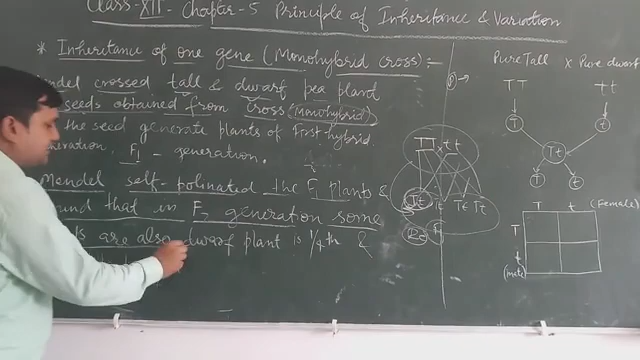 Class-XII - Chapter-5 Principle of Inheritance & Variation
* Inheritance of one gene (Monohybrid Cross) :-
Mendel crossed tall & dwarf pea plant
seeds obtained from Cross (Monohybrid)
the seed generate plants of first hybrid
generation. F1 - generation.
Mendel self-polinated the F1 plants &
found that in F2 generation some
are also dwarf plant is 1/4th &
P →
Pure Tall x Pure dwarf
TT tt
T t
Tt
T t
TT tt
Tt Tt Tt Tt
T t (Female)
T
t
(male)